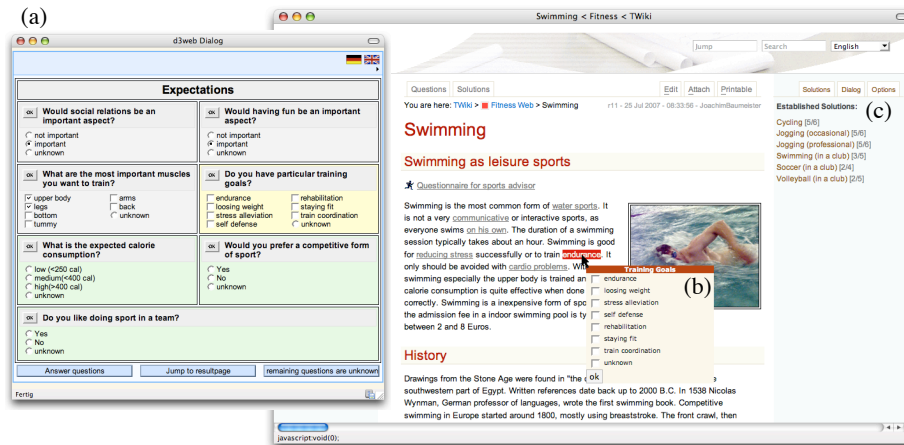 (a)
d3web Dialog
Expectations
ok Would social relations be an important aspect?
not important
important
unknown
ok Would having fun be an important aspect?
not important
important
unknown
ok What are the most important muscles you want to train?
upper body
legs
bottom
tummy
arms
back
unknown
ok Do you have particular training goals?
endurance
loosing weight
stress alleviation
self defense
rehabilitation
staying fit
train coordination
unknown
ok What is the expected calorie consumption?
low (<250 cal)
medium(<400 cal)
high(>400 cal)
unknown
ok Would you prefer a competitive form of sport?
Yes
No
unknown
ok Do you like doing sport in a team?
Yes
No
unknown
Answer questions
Jump to resultpage
remaining questions are unknown
Fertig
Swimming < Fitness < TWiki
Jump
Search
English
Questions Solutions
Edit Attach Printable
You are here: TWiki > Fitness Web > Swimming
r11 - 25 Jul 2007 - 08:33:56 - JoachimBaumeister
Swimming
Swimming as leisure sports
Questionnaire for sports advisor
Swimming is the most common form of water sports. It
is not a very communicative or interactive sports, as
everyone swims on his own. The duration of a swimming
session typically takes about an hour. Swimming is good
for reducing stress successfully or to train endurance. It
only should be avoided with cardio problems. With
swimming especially the upper body is trained an
calorie consumption is quite effective when done
correctly. Swimming is a inexpensive form of spo
the admission fee in a indoor swimming pool is ty
between 2 and 8 Euros.
Training Goals
endurance
loosing weight
stress alleviation
self defense
rehabilitation
staying fit
train coordination
unknown
ok
(b)
History
Drawings from the Stone Age were found in "the
southwestern part of Egypt. Written references date back up to 2000 B.C. In 1538 Nicolas
Wynman, German professor of languages, wrote the first swimming book. Competitive
swimming in Europe started around 1800, mostly using breaststroke. The front crawl, then
javascript:void(0);
Solutions Dialog Options
(c)
Established Solutions:
Cycling [5/6]
Jogging (occasional) [5/6]
Jogging (professional) [5/6]
Swimming (in a club) [3/5]
Soccer (in a club) [2/4]
Volleyball (in a club) [2/5]